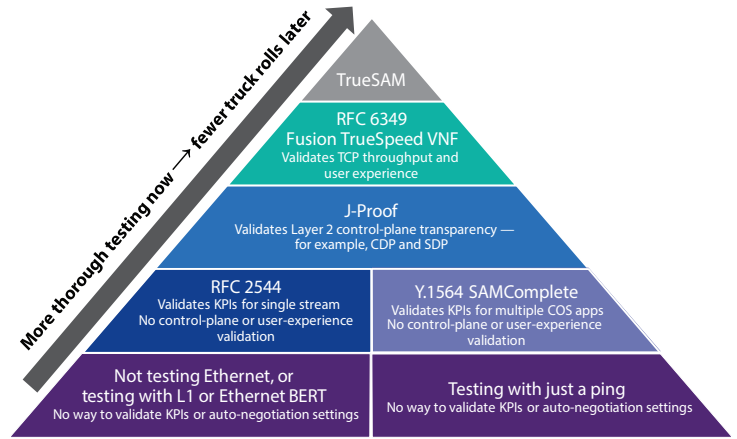 More thorough testing now → fewer truck rolls later
TrueSAM
RFC 6349
Fusion TrueSpeed VNF
Validates TCP throughput and
user experience
J-Proof
Validates Layer 2 control-plane transparency —
for example, CDP and SDP
RFC 2544
Validates KPIs for single stream
No control-plane or user-experience
validation
Y.1564 SAMComplete
Validates KPIs for multiple COS apps
No control-plane or user-experience
validation
Not testing Ethernet, or
testing with L1 or Ethernet BERT
No way to validate KPIs or auto-negotiation settings
Testing with just a ping
No way to validate KPIs or auto-negotiation settings